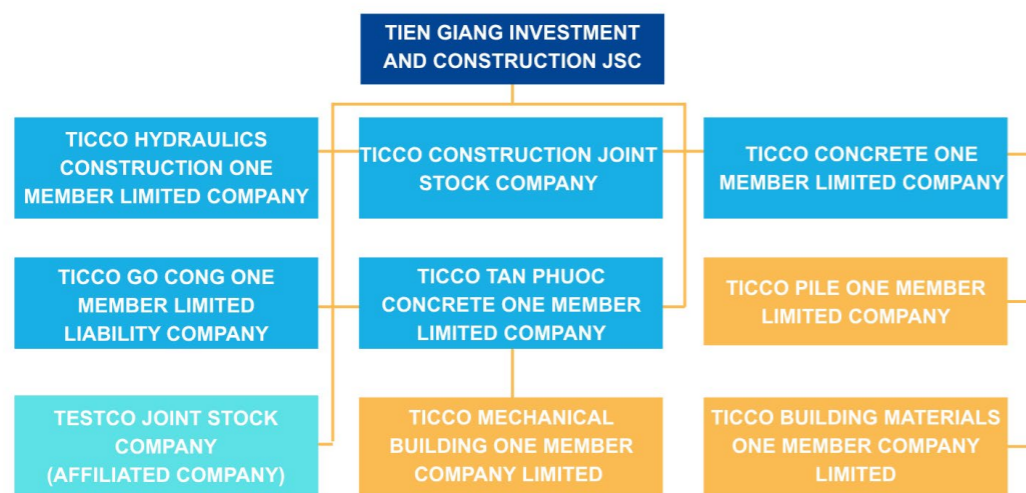 TIEN GIANG INVESTMENT
AND CONSTRUCTION JSC
TICCO HYDRAULICS
CONSTRUCTION ONE
MEMBER LIMITED COMPANY
TICCO CONSTRUCTION JOINT
STOCK COMPANY
TICCO CONCRETE ONE
MEMBER LIMITED COMPANY
TICCO GO CONG ONE
MEMBER LIMITED
LIABILITY COMPANY
TICCO TAN PHUOC
CONCRETE ONE MEMBER
LIMITED COMPANY
TICCO PILE ONE MEMBER
LIMITED COMPANY
TESTCO JOINT STOCK
COMPANY
(AFFILIATED COMPANY)
TICCO MECHANICAL
BUILDING ONE MEMBER
COMPANY LIMITED
TICCO BUILDING MATERIALS
ONE MEMBER COMPANY
LIMITED